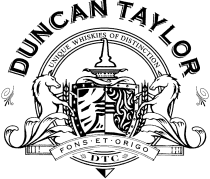 DUNCAN TAYLOR
UNIQUE WHISKIES OF DISTINCTION
FONS·ET·ORIGO
DTC